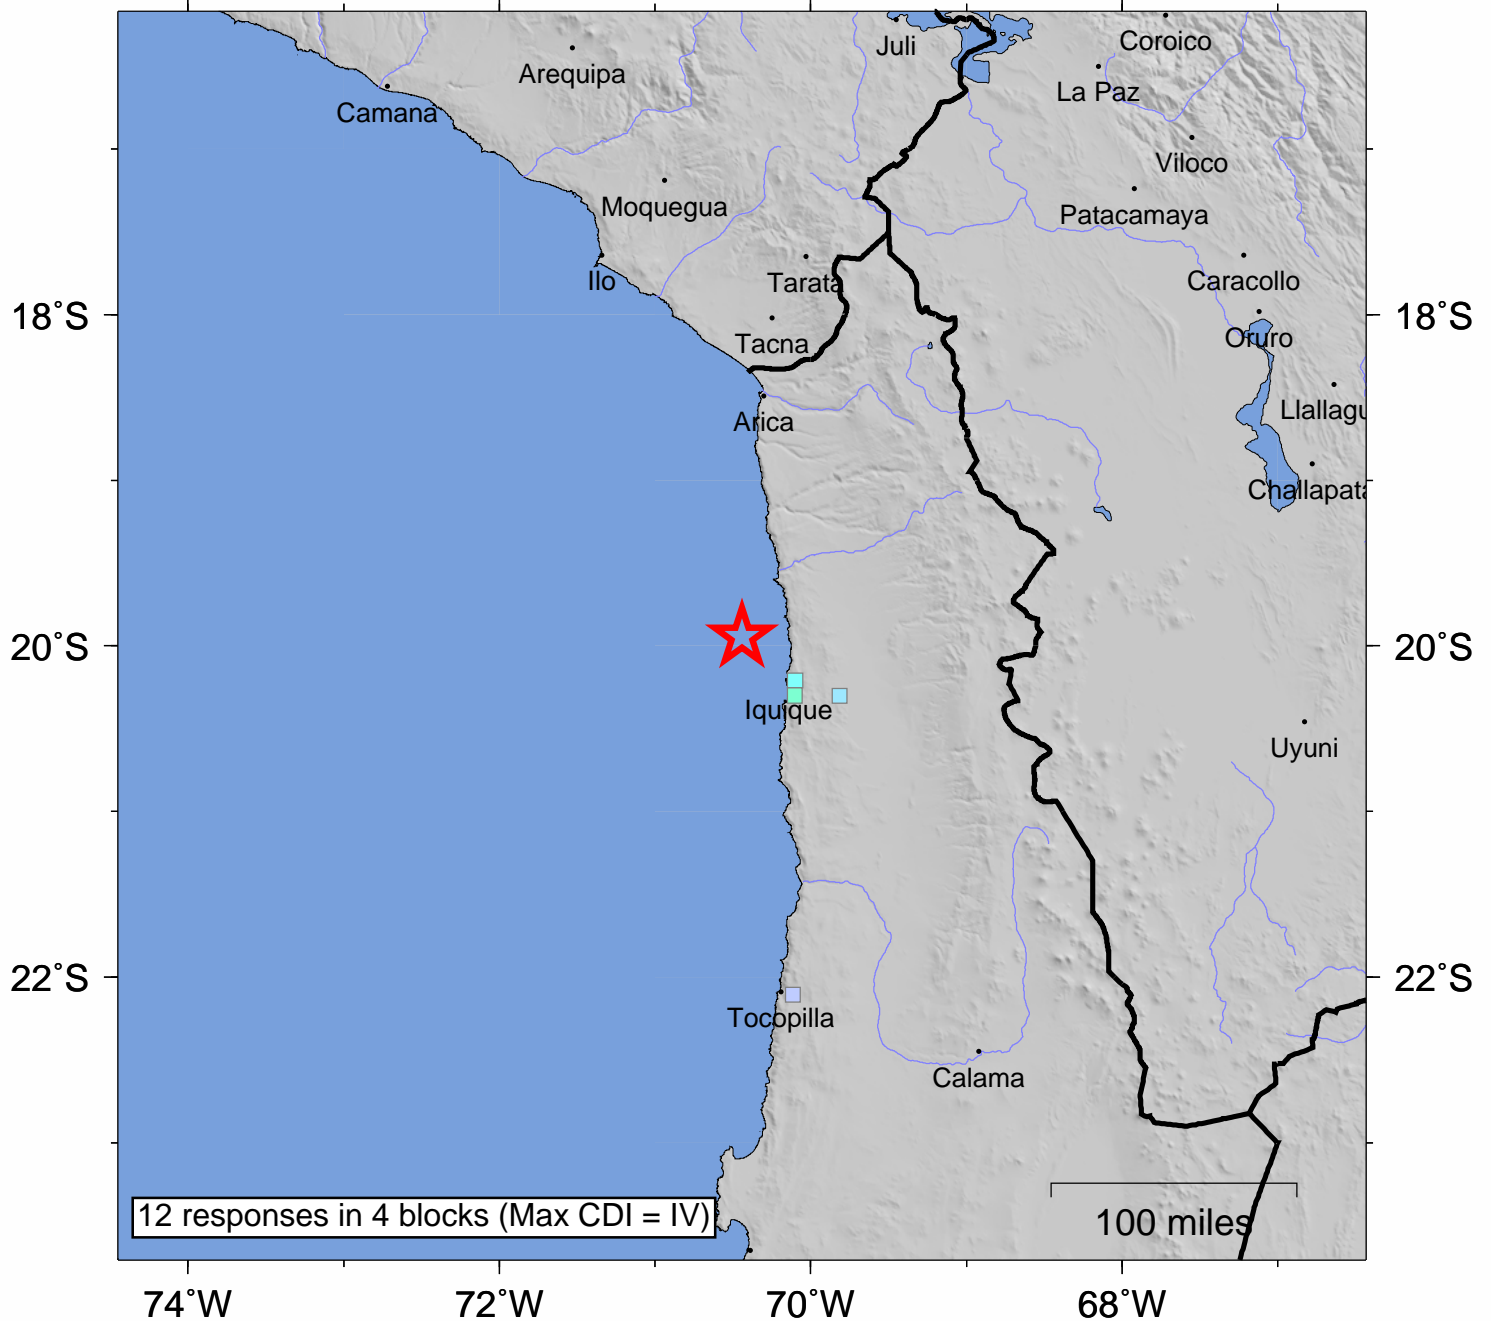 Juli
Coroico
Arequipa
La Paz
Camana
Viloco
Moquegua
Patacamaya
Ilo
Tarata
Caracollo
18°S
18°S
Oruro
Tacna
Arica
Llallagu
Challapata
20°S
20°S
Iquique
Uyuni
22°S
22°S
Tocopilla
Calama
12 responses in 4 blocks (Max CDI = IV)
100 miles
74°W
72°W
70°W
68°W